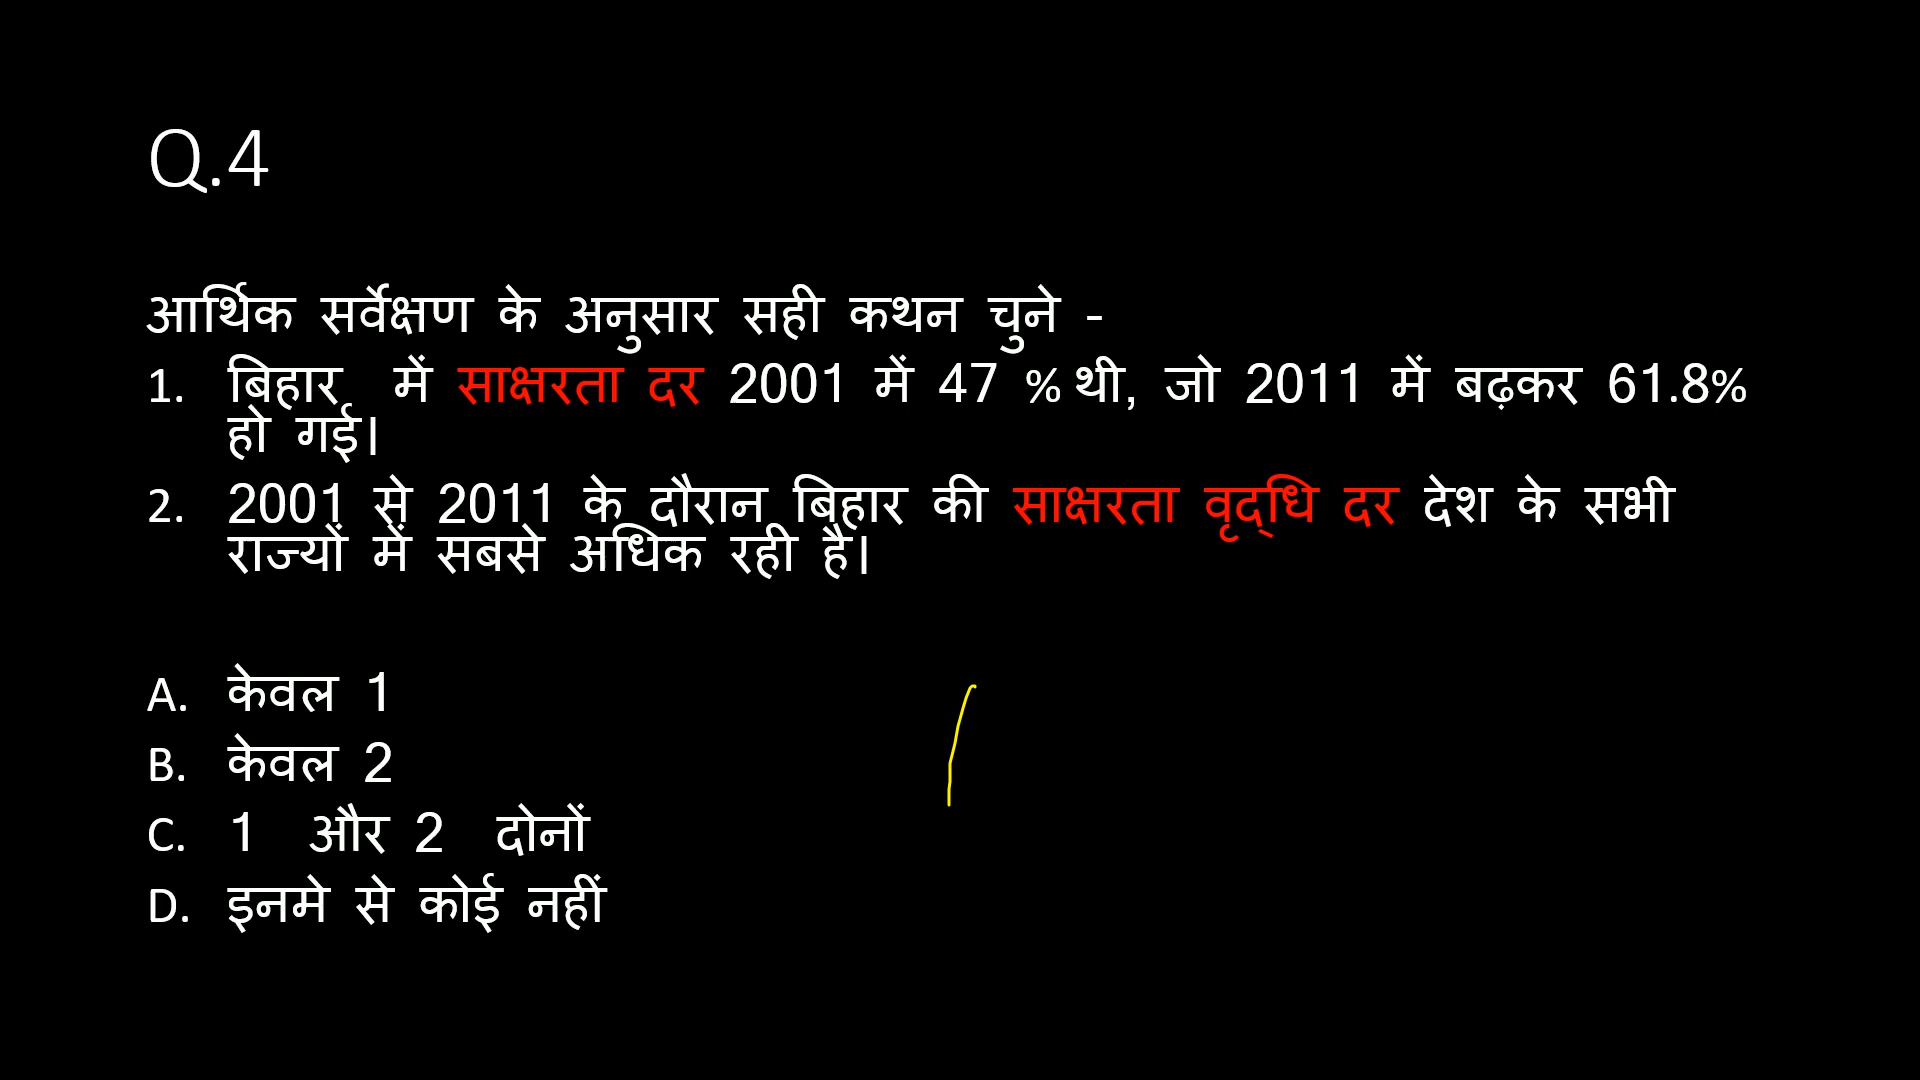 Q.4
आर्थिक सर्वेक्षण के अनुसार सही कथन चुने -
1. बिहार में साक्षरता दर 2001 में 47 % थी, जो 2011 में बढ़कर 61.8%
हो गई।
2. 2001 से 2011 के दौरान बिहार की साक्षरता वृद्‌धि दर देश के सभी
राज्यों में सबसे अधिक रही है।
A. केवल 1
B. केवल 2
C. 1 और 2 दोनों
D. इनमे से कोई नहीं